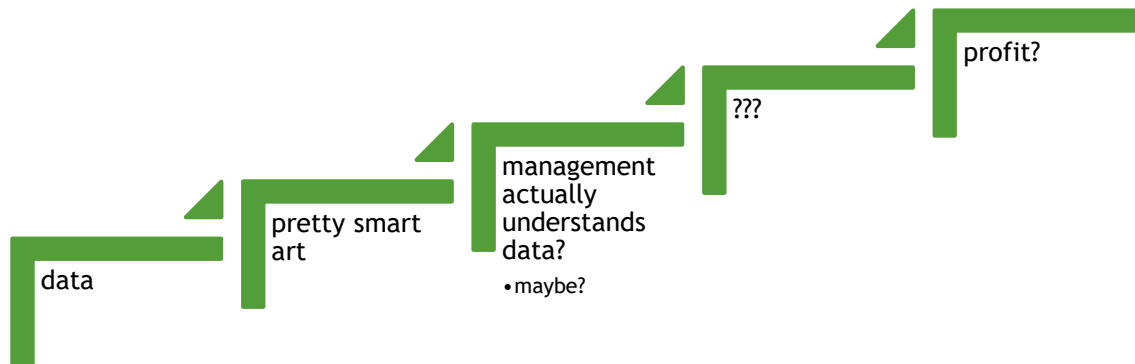 data
pretty smart
art
management
actually
understands
data?
•maybe?
???
profit?